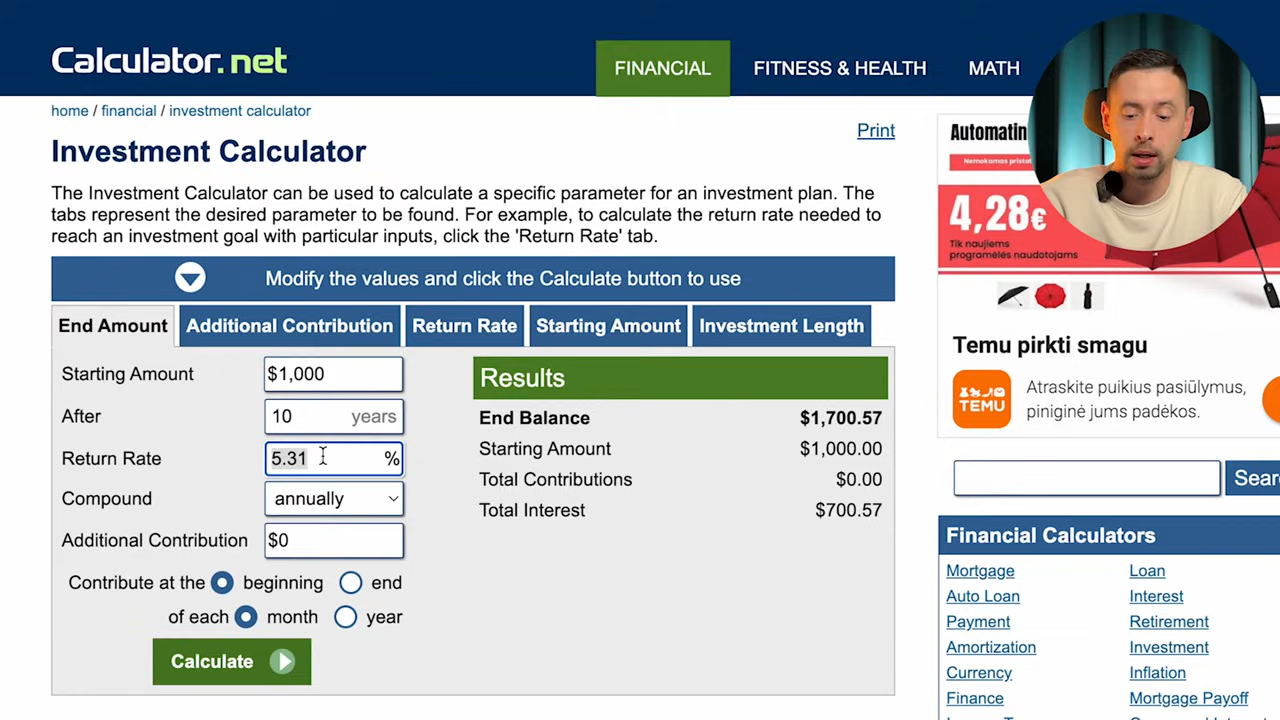 Calculator.net
FINANCIAL
FITNESS & HEALTH
MATH
home / financial / investment calculator
Print
Investment Calculator
The Investment Calculator can be used to calculate a specific parameter for an investment plan. The
tabs represent the desired parameter to be found. For example, to calculate the return rate needed to
reach an investment goal with particular inputs, click the 'Return Rate' tab.
Modify the values and click the Calculate button to use
End Amount
Additional Contribution
Return Rate
Starting Amount
Investment Length
Starting Amount
$1,000
After
10
years
Return Rate
5.31
%
Compound
annually
Additional Contribution
$0
Contribute at the
beginning
end
of each
month
year
Calculate
Results
End Balance
$1,700.57
Starting Amount
$1,000.00
Total Contributions
$0.00
Total Interest
$700.57
Automatin
Nemokamas
4,28€
Tik naujiems
programėlės naudotojams
Temu pirkti smagu
TEMU
Atraskite puikius pasiūlymus,
piniginė jums padėkos.
Sear
Financial Calculators
Mortgage
Loan
Auto Loan
Interest
Payment
Retirement
Amortization
Investment
Currency
Inflation
Finance
Mortgage Payoff